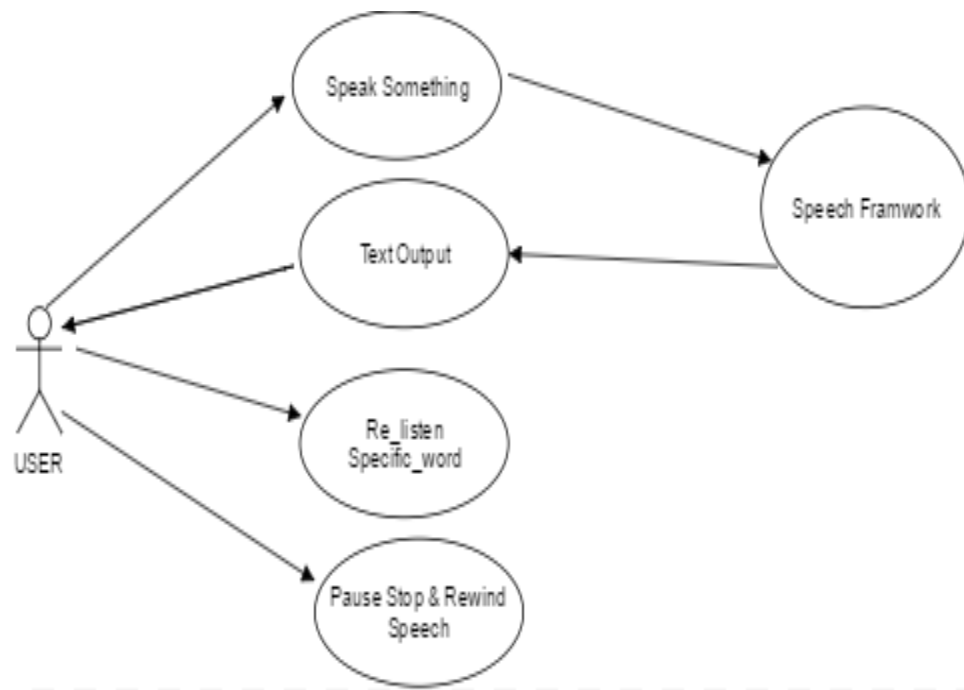 Speak Something
Speech Framwork
Text Output
USER
Re_listen
Specific_word
Pause Stop & Rewind
Speech